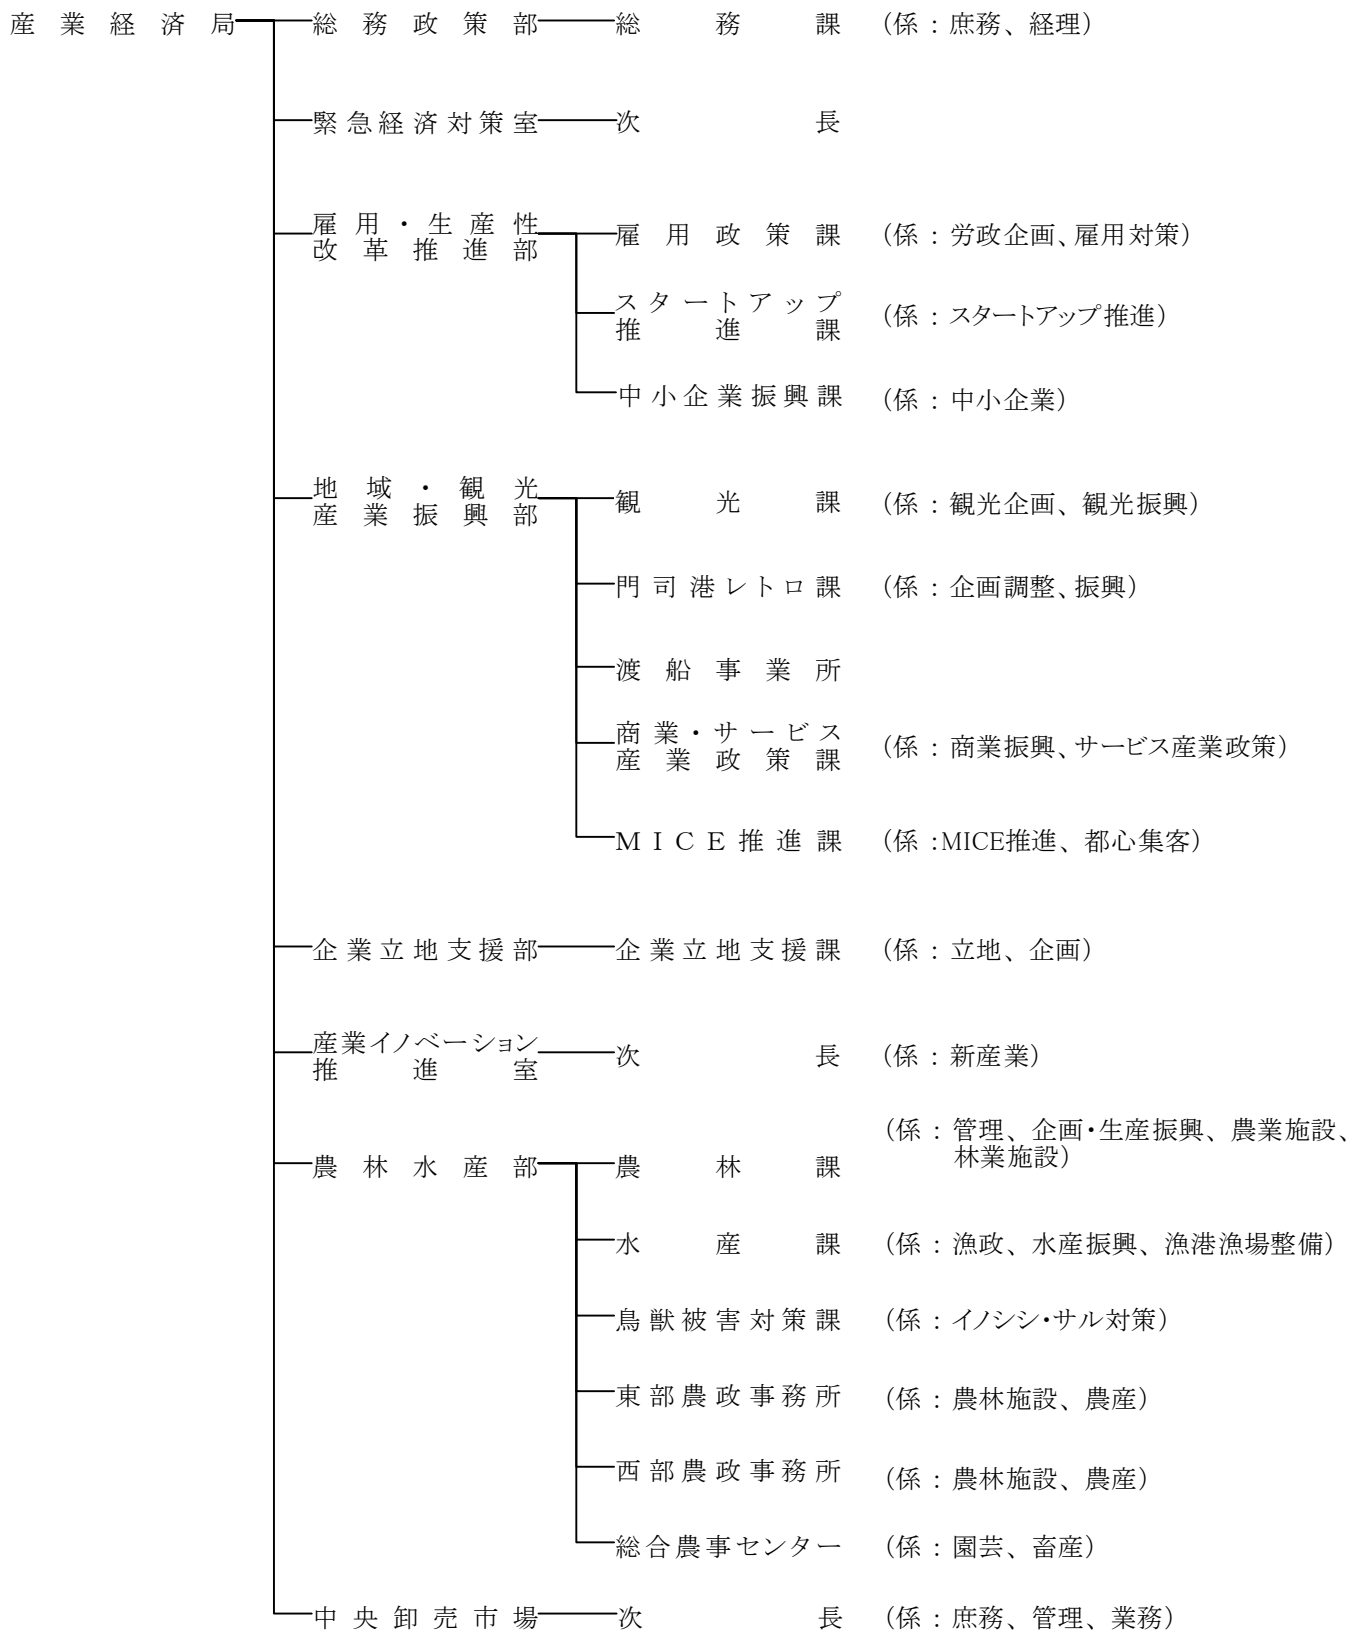 産業経済局 総務政策部 総務課 (係:庶務、経理)
緊急経済対策室 次長
雇用・生産性
改革推進部
雇用政策課 (係:労政企画、雇用対策)
スタートアップ
推進課
(係:スタートアップ推進)
中小企業振興課 (係:中小企業)
地域・観光
産業振興部
観光課 (係:観光企画、観光振興)
門司港レトロ課 (係:企画調整、振興)
渡船事業所
商業・サービス
産業政策課
(係:商業振興、サービス産業政策)
MICE推進課 (係:MICE推進、都心集客)
企業立地支援部 企業立地支援課 (係:立地、企画)
産業イノベーション
推進室
次長 (係:新産業)
農林水産部 農林課
(係:管理、企画・生産振興、農業施設、
林業施設)
水産課 (係:漁政、水産振興、漁港漁場整備)
鳥獣被害対策課 (係:イノシシ・サル対策)
東部農政事務所 (係:農林施設、農産)
西部農政事務所 (係:農林施設、農産)
総合農事センター (係:園芸、畜産)
中央卸売市場 次長 (係:庶務、管理、業務)